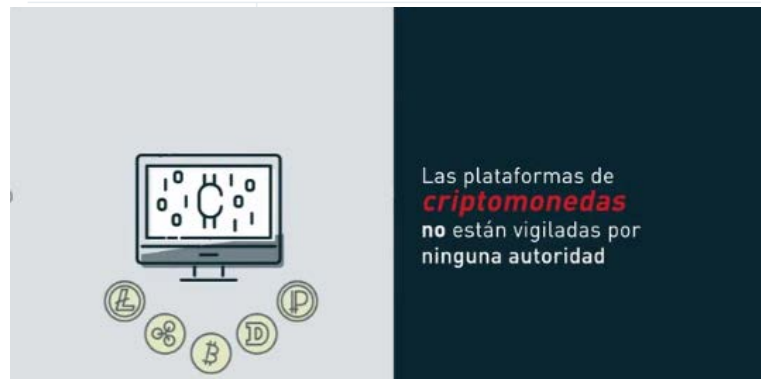 Las plataformas de
criptomonedas
no están vigiladas por
ninguna autoridad